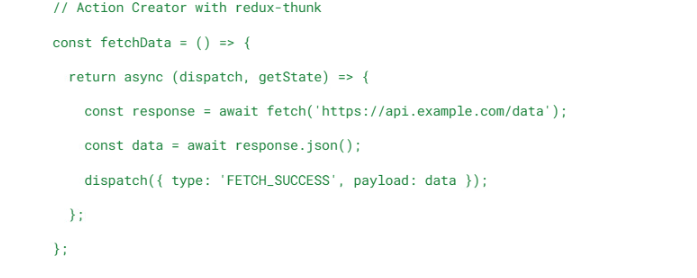 // Action Creator with redux-thunk
const fetchData = () => {
return async (dispatch, getState) => {
const response = await fetch('https://api.example.com/data');
const data = await response.json();
dispatch({ type: 'FETCH_SUCCESS', payload: data });
};
};